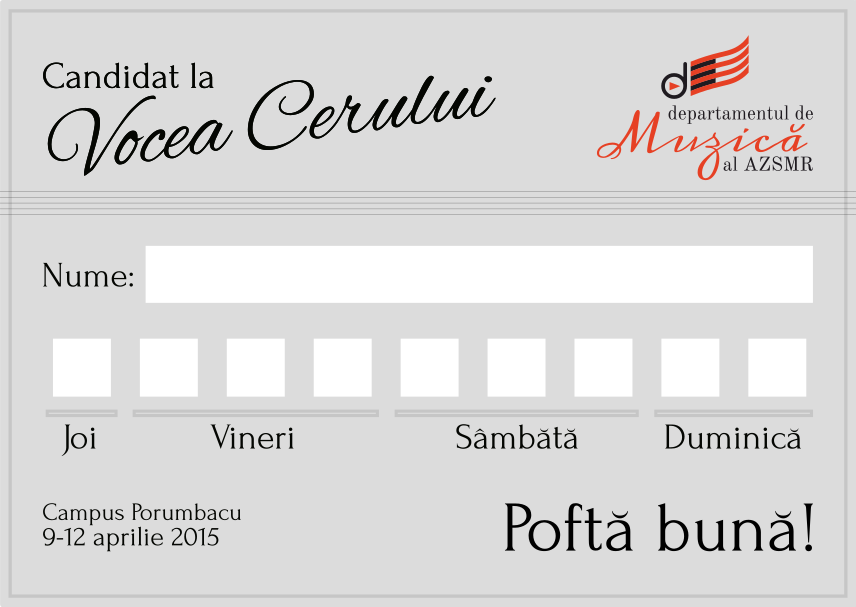 Candidat la
Vocea Cerului
departamentul de
Muzică
al AZSMR
Nume:
Joi Vineri Sâmbătă Duminică
Campus Porumbacu
9-12 aprilie 2015
Poftă bună!